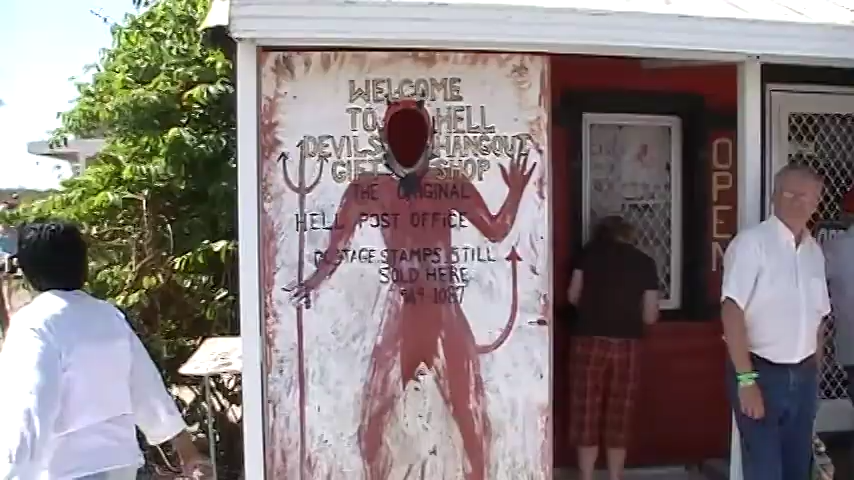 WELCOME
TO HELL
DEVILS HANGOUT
GIFT SHOP
THE ORIGINAL
HELL POST OFFICE
POSTAGE STAMPS STILL
SOLD HERE
OPEN